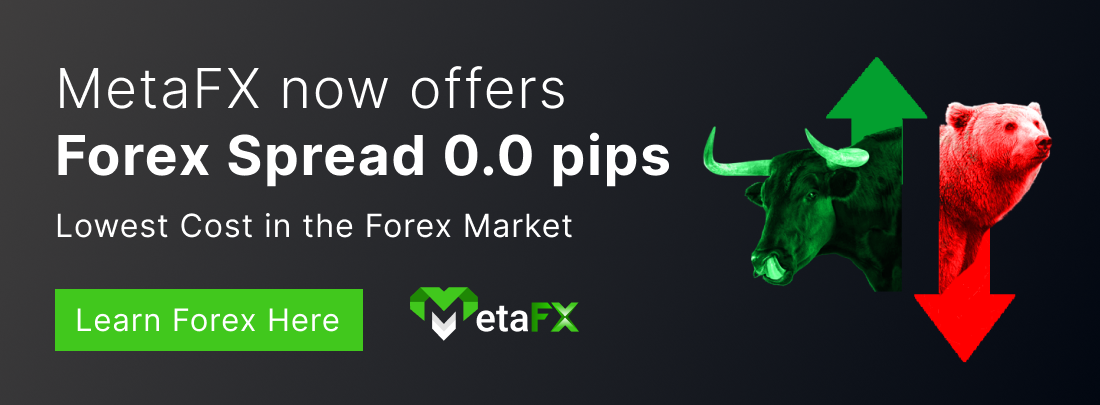 MetaFX now offers
Forex Spread 0.0 pips
Lowest Cost in the Forex Market
Learn Forex Here
MetaFX